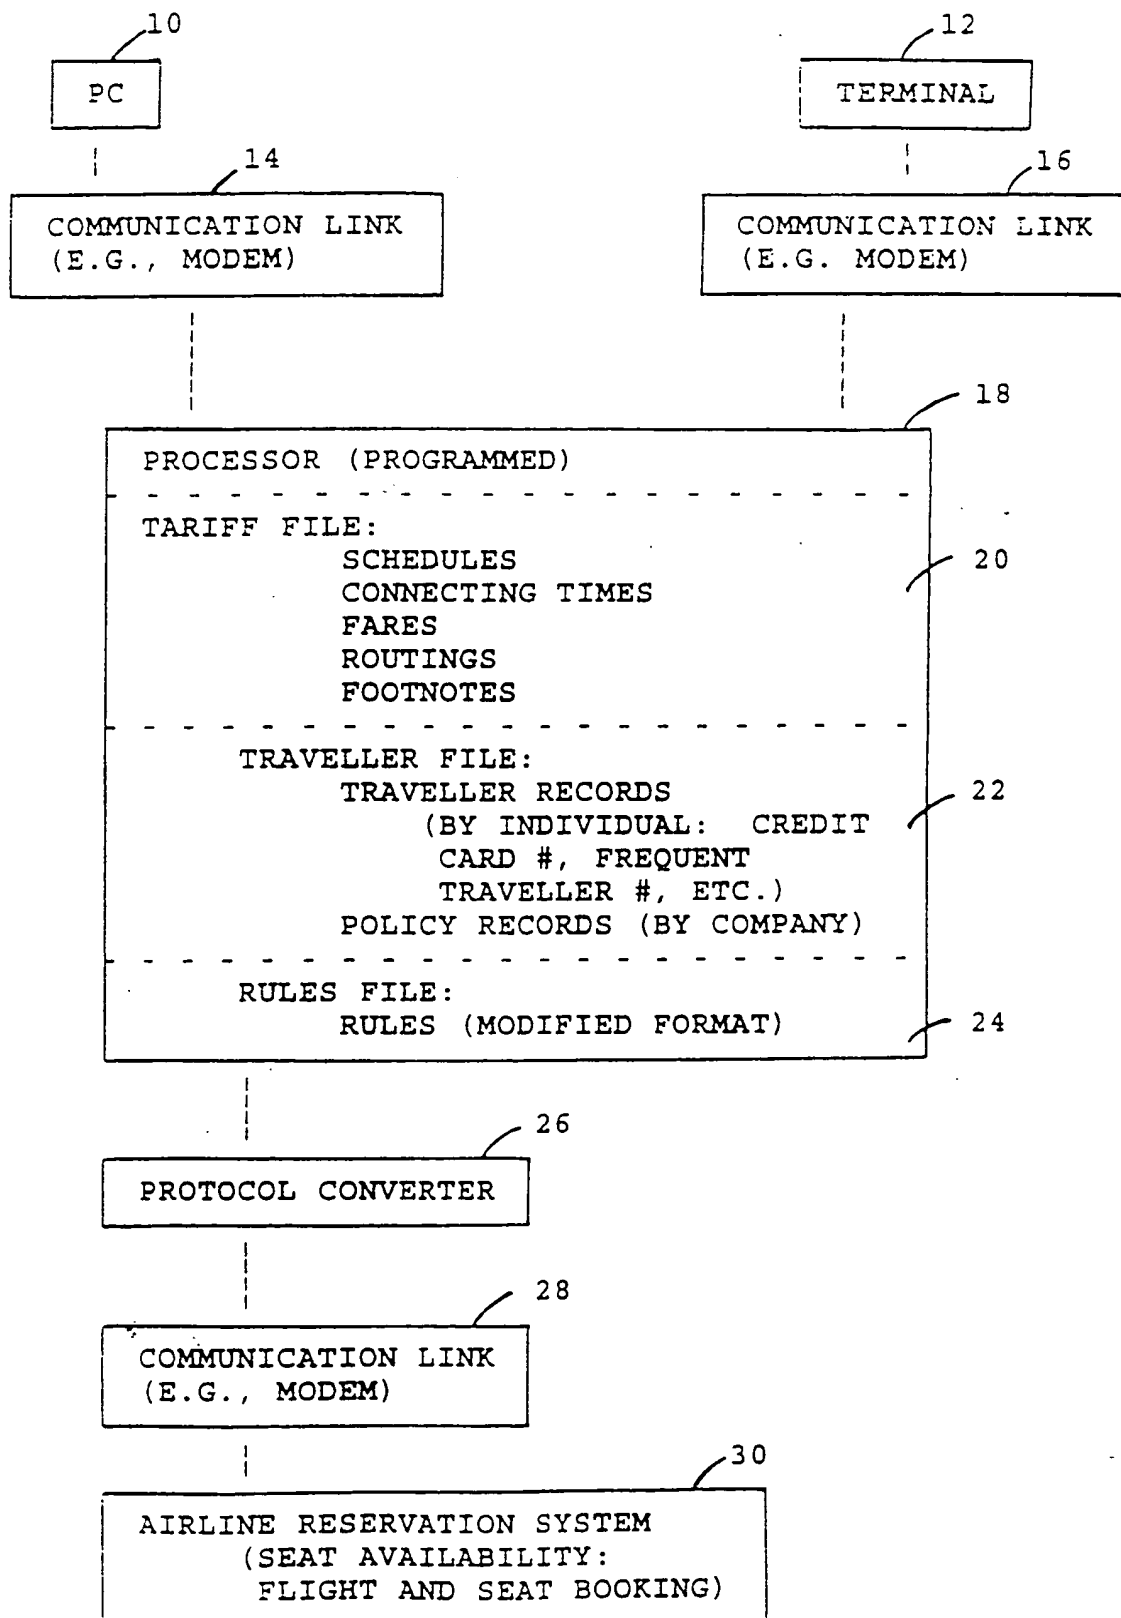 10
12
PC
TERMINAL
14
16
COMMUNICATION LINK
(E.G., MODEM)
COMMUNICATION LINK
(E.G. MODEM)
18
PROCESSOR (PROGRAMMED)
TARIFF FILE:
SCHEDULES
20
CONNECTING TIMES
FARES
ROUTINGS
FOOTNOTES
TRAVELLER FILE:
TRAVELLER RECORDS
22
(BY INDIVIDUAL: CREDIT
CARD #, FREQUENT
TRAVELLER #, ETC.)
POLICY RECORDS (BY COMPANY)
RULES FILE:
RULES (MODIFIED FORMAT)
24
26
PROTOCOL CONVERTER
28
COMMUNICATION LINK
(E.G., MODEM)
30
AIRLINE RESERVATION SYSTEM
(SEAT AVAILABILITY:
FLIGHT AND SEAT BOOKING)